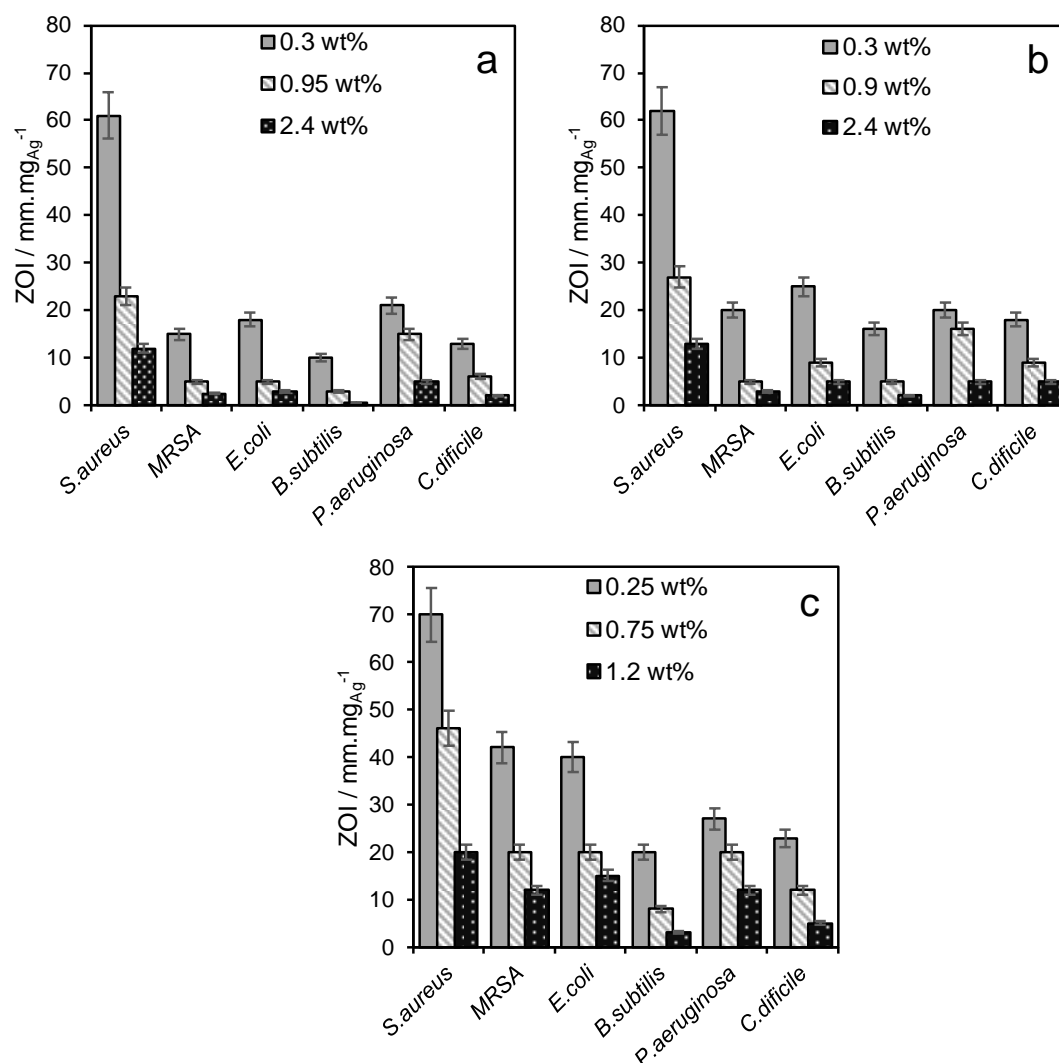 a
0.3 wt%
0.95 wt%
2.4 wt%
ZOI / mm.mgAg-1
80
70
60
50
40
30
20
10
0
S.aureus
MRSA
E.coli
B.subtilis
P.aeruginosa
C.dificile
b
0.3 wt%
0.9 wt%
2.4 wt%
ZOI / mm.mgAg-1
80
70
60
50
40
30
20
10
0
S.aureus
MRSA
E.coli
B.subtilis
P.aeruginosa
C.dificile
c
0.25 wt%
0.75 wt%
1.2 wt%
ZOI / mm.mgAg-1
80
70
60
50
40
30
20
10
0
S.aureus
MRSA
E.coli
B.subtilis
P.aeruginosa
C.dificile